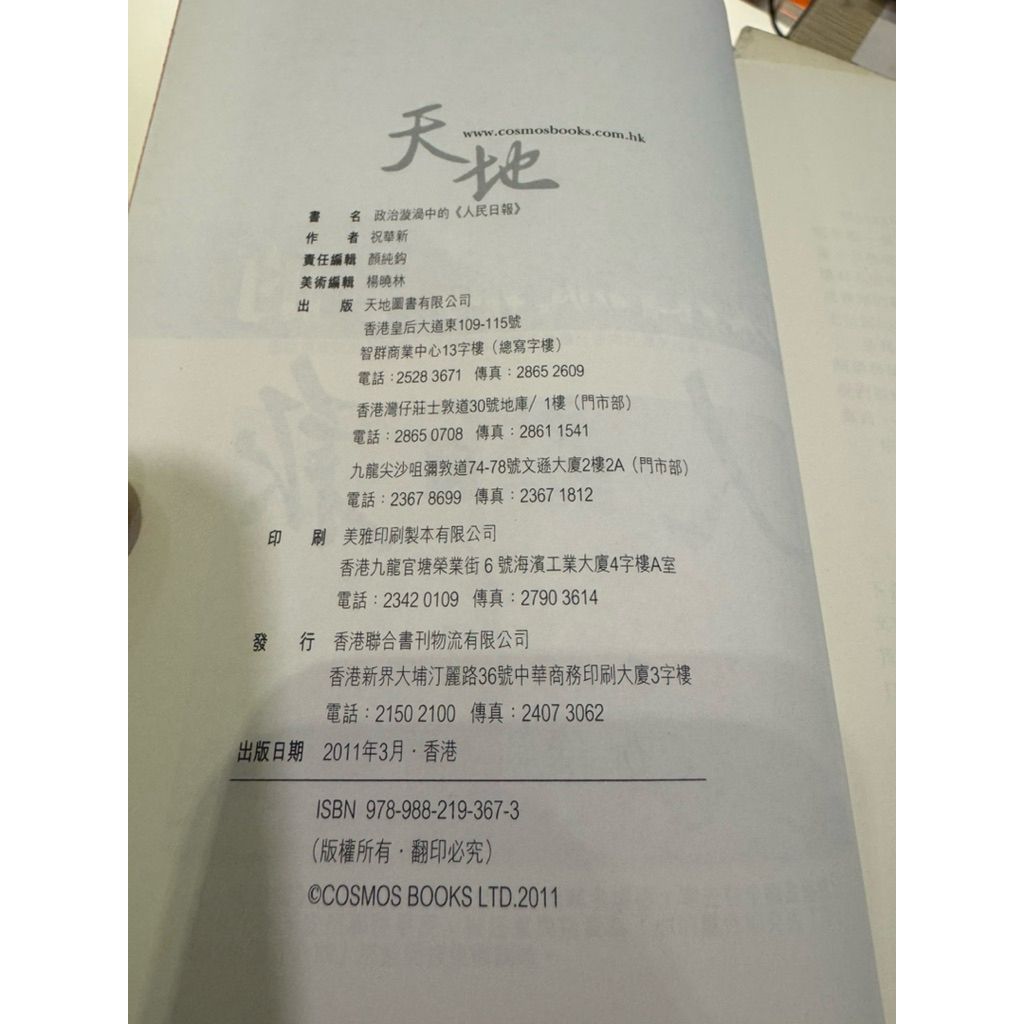 天地
www.cosmosbooks.com.hk
書 名 政治漩渦中的《人民日報》
作 者 祝華新
責任編輯 顏純鈎
美術編輯 楊曉林
出 版 天地圖書有限公司
香港皇后大道東109-115號
智群商業中心13字樓（總寫字樓）
電話：2528 3671 傳真：2865 2609
香港灣仔莊士敦道30號地庫/ 1樓（門市部）
電話：2865 0708 傳真：2861 1541
九龍尖沙咀彌敦道74-78號文遜大廈2樓2A（門市部）
電話：2367 8699 傳真：2367 1812
印 刷 美雅印刷製本有限公司
香港九龍官塘榮業街 6 號海濱工業大廈4字樓A室
電話：2342 0109 傳真：2790 3614
發 行 香港聯合書刊物流有限公司
香港新界大埔汀麗路36號中華商務印刷大廈3字樓
電話：2150 2100 傳真：2407 3062
出版日期 2011年3月·香港
ISBN 978-988-219-367-3
（版權所有·翻印必究）
©COSMOS BOOKS LTD.2011